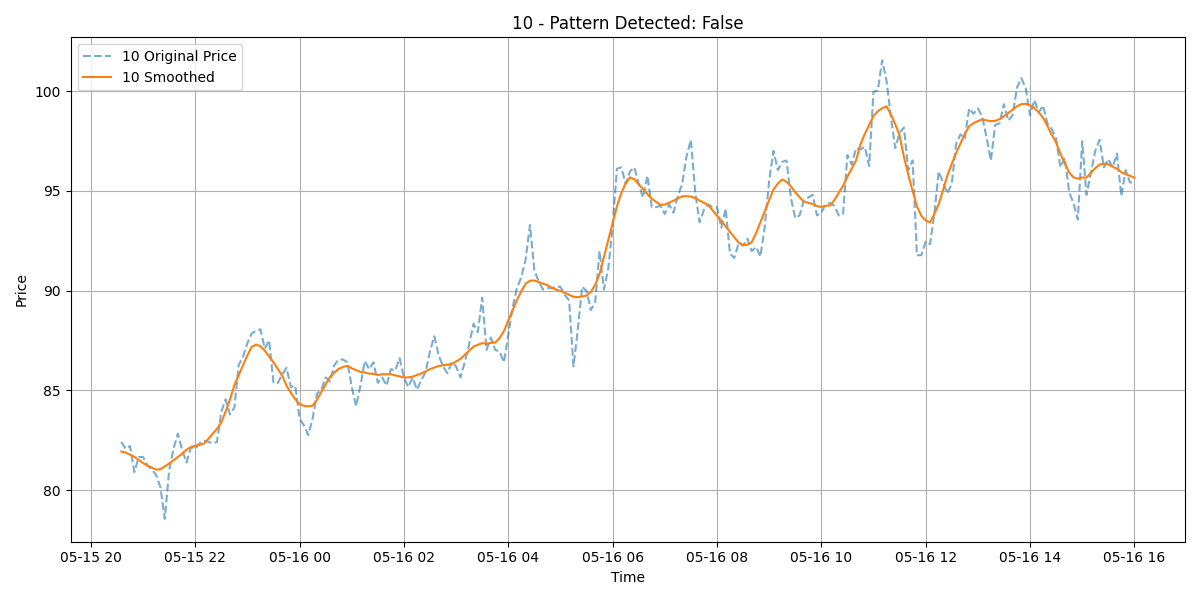 10 - Pattern Detected: False
10 Original Price
10 Smoothed
Price
100
95
90
85
80
05-15 20 05-15 22 05-16 00 05-16 02 05-16 04 05-16 06 05-16 08 05-16 10 05-16 12 05-16 14 05-16 16
Time